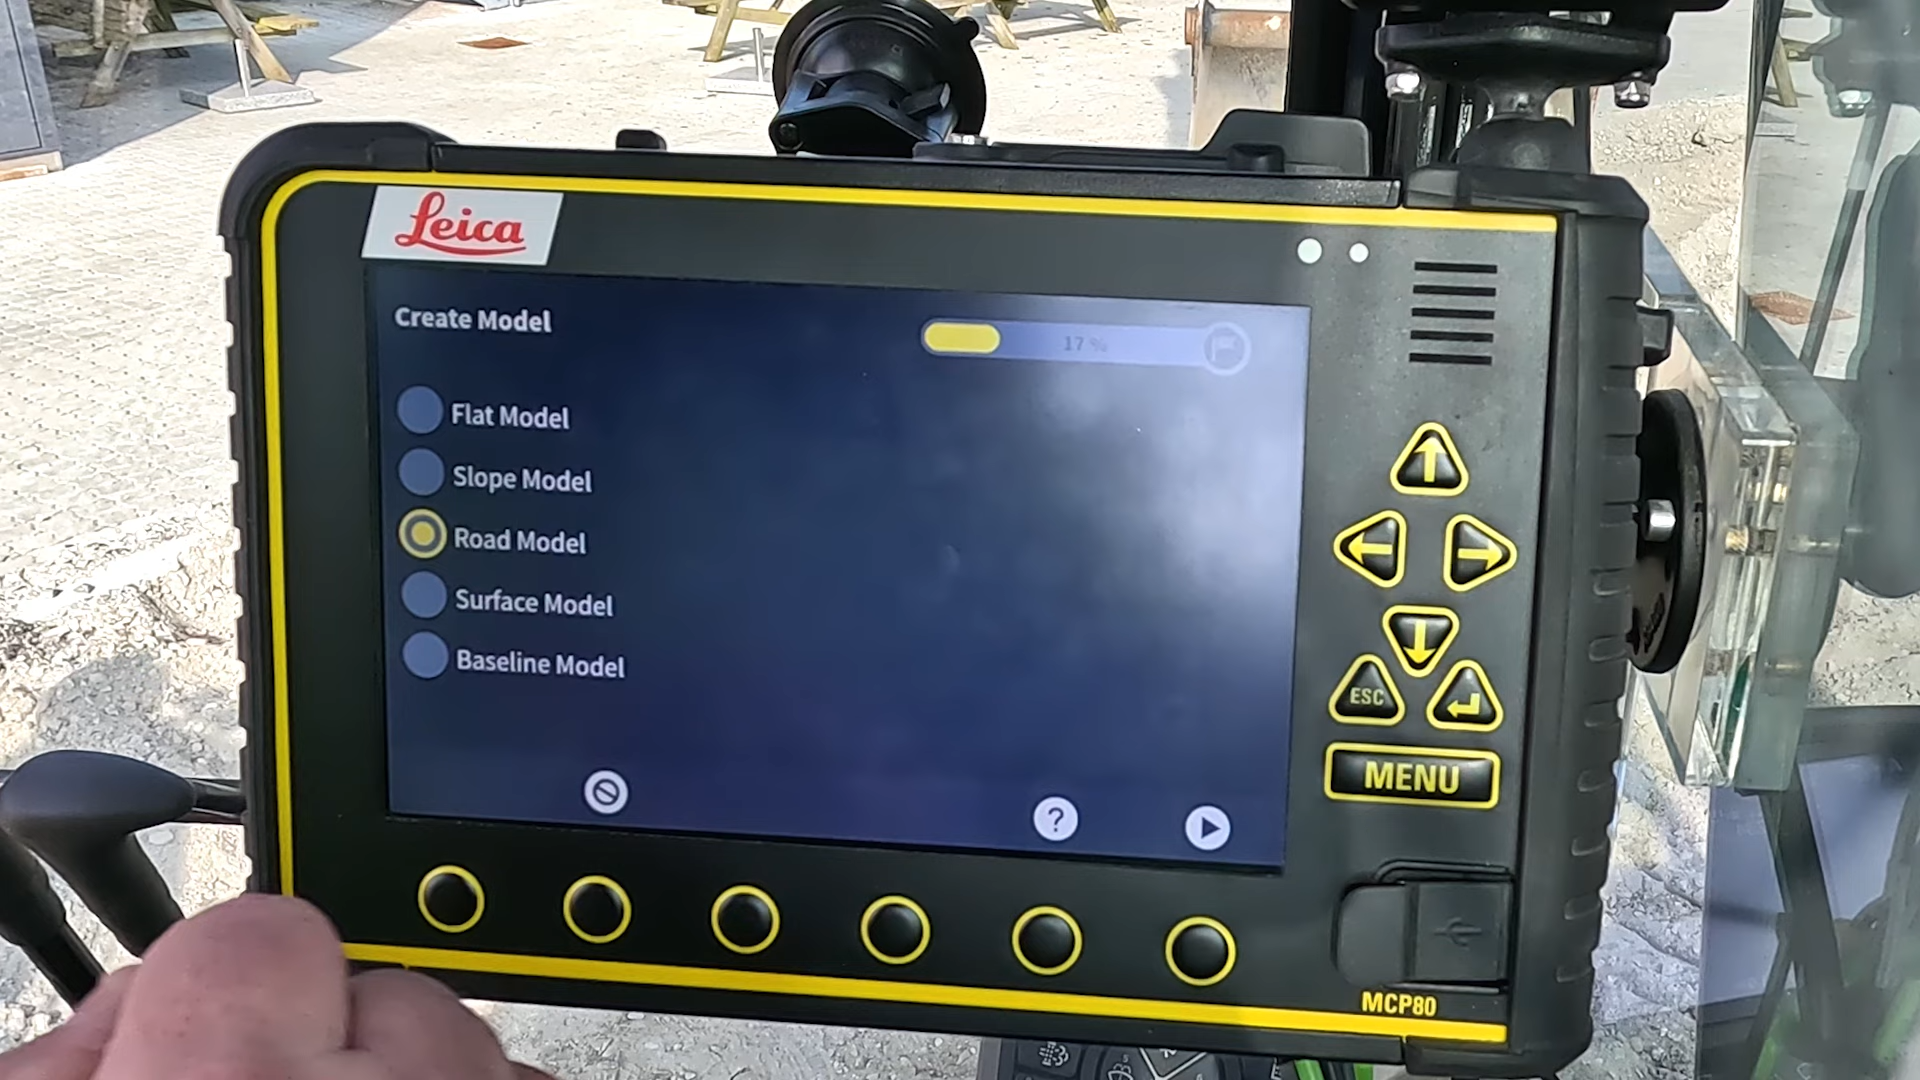 Leica
Create Model
17 %
Flat Model
Slope Model
Road Model
Surface Model
Baseline Model
?
ESC
MENU
MCP80